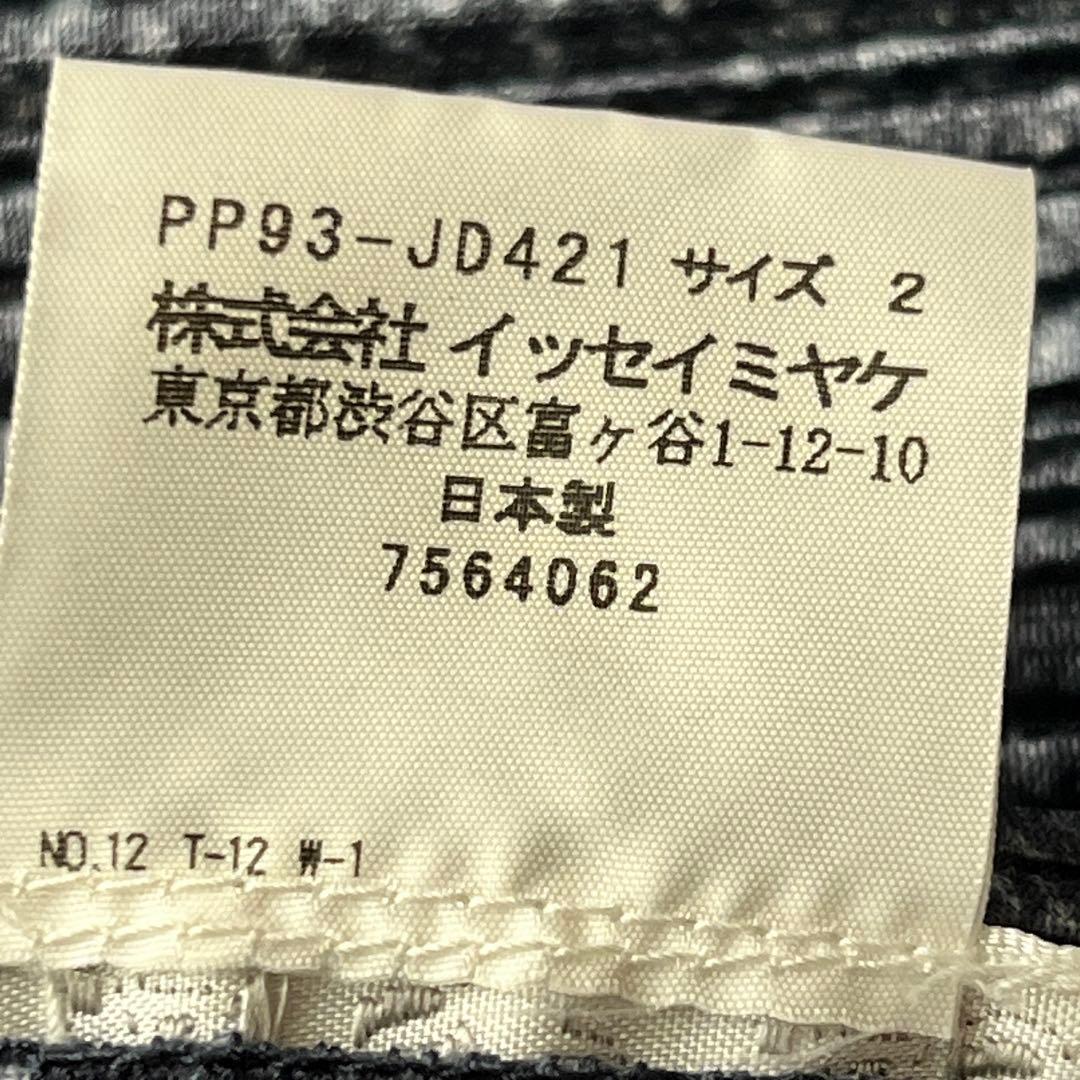 PP93-JD421 サイズ 2
株式会社 イッセイミヤケ
東京都渋谷区富ヶ谷1-12-10
日本製
7564062
NO.12 T-12 W-1